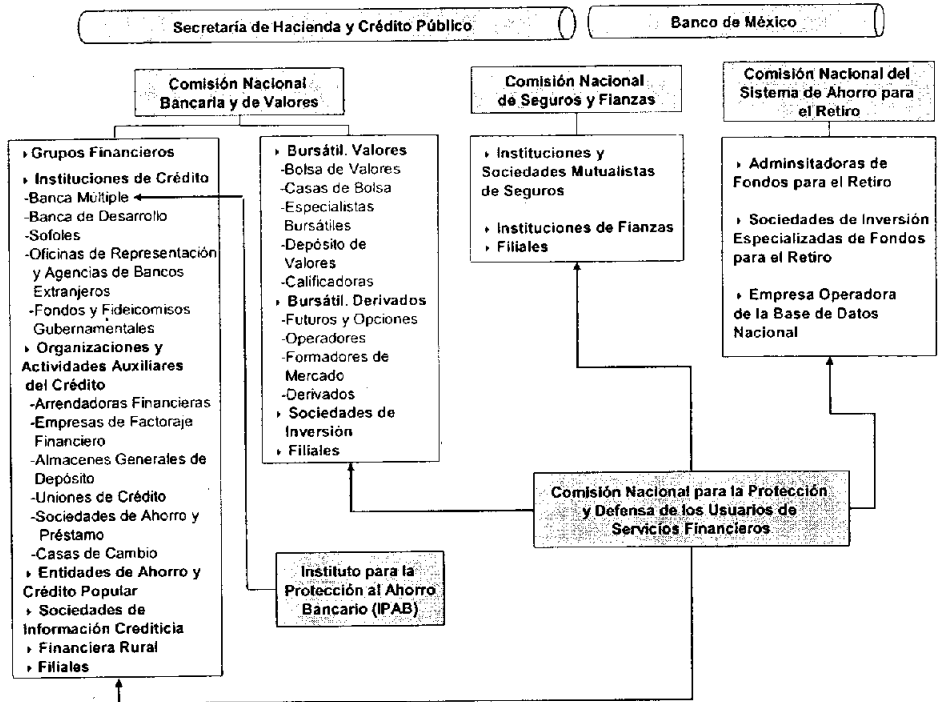 Secretaría de Hacienda y Crédito Público
Banco de México
Comisión Nacional
Bancaria y de Valores
Comisión Nacional
de Seguros y Fianzas
Comisión Nacional del
Sistema de Ahorro para
el Retiro
▸ Grupos Financieros
▸ Instituciones de Crédito
-Banca Múltiple
-Banca de Desarrollo
-Sofoles
-Oficinas de Representación
y Agencias de Bancos
Extranjeros
-Fondos y Fideicomisos
Gubernamentales
▸ Organizaciones y
Actividades Auxiliares
del Crédito
-Arrendadoras Financieras
-Empresas de Factoraje
Financiero
-Almacenes Generales de
Depósito
-Uniones de Crédito
-Sociedades de Ahorro y
Préstamo
-Casas de Cambio
▸ Entidades de Ahorro y
Crédito Popular
▸ Sociedades de
Información Crediticia
▸ Financiera Rural
▸ Filiales
▸ Bursátil. Valores
-Bolsa de Valores
-Casas de Bolsa
-Especialistas
Bursátiles
-Depósito de
Valores
-Calificadoras
▸ Bursátil. Derivados
-Futuros y Opciones
-Operadores
-Formadores de
Mercado
-Derivados
▸ Sociedades de
Inversión
▸ Filiales
▸ Instituciones y
Sociedades Mutualistas
de Seguros
▸ Instituciones de Fianzas
▸ Filiales
▸ Adminsitadoras de
Fondos para el Retiro
▸ Sociedades de Inversión
Especializadas de Fondos
para el Retiro
▸ Empresa Operadora
de la Base de Datos
Nacional
Comisión Nacional para la Protección
y Defensa de los Usuarios de
Servicios Financieros
Instituto para la
Protección al Ahorro
Bancario (IPAB)